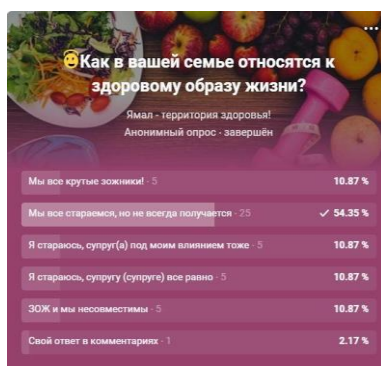 😇Как в вашей семье относятся к
здоровому образу жизни?
Ямал - территория здоровья!
Анонимный опрос · завершён
Мы все крутые зожники! · 5 10.87 %
Мы все стараемся, но не всегда получается · 25 ✓ 54.35 %
Я стараюсь, супруг(а) под моим влиянием тоже · 5 10.87 %
Я стараюсь, супругу (супруге) все равно · 5 10.87 %
ЗОЖ и мы несовместимы · 5 10.87 %
Свой ответ в комментариях · 1 2.17 %